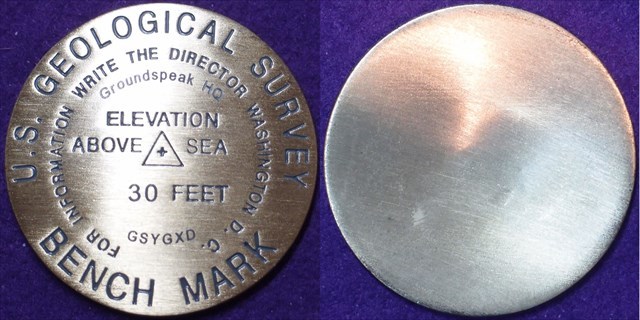 U.S. GEOLOGICAL SURVEY
FOR INFORMATION WRITE THE DIRECTOR WASHINGTON D. C.
Groundspeak HQ
ELEVATION
ABOVE SEA
30 FEET
GSYGXD
BENCH MARK